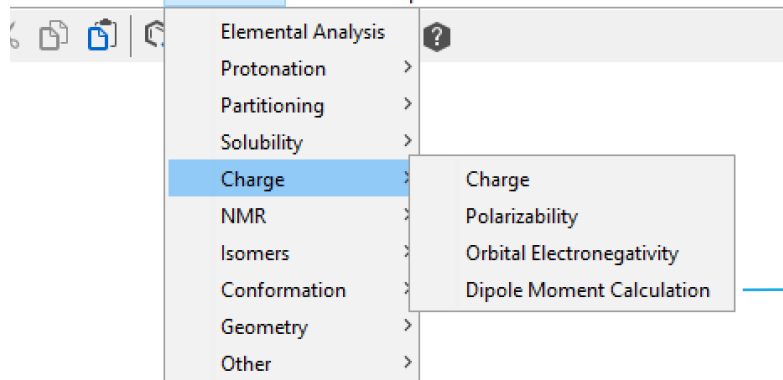 Elemental Analysis
Protonation
Partitioning
Solubility
Charge
NMR
Isomers
Conformation
Geometry
Other
Charge
Polarizability
Orbital Electronegativity
Dipole Moment Calculation